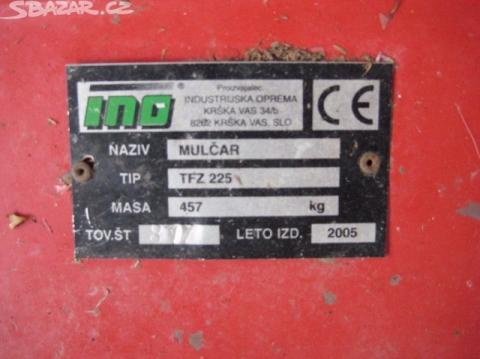 SBAZAR.CZ
INO ®
Proizvajalec
INDUSTRIJSKA OPREMA
KRŠKA VAS 34/b
8262 KRŠKA VAS, SLO
CE
NAZIV MULČAR
TIP TFZ 225
MASA 457 kg
TOV.ŠT LETO IZD. 2005